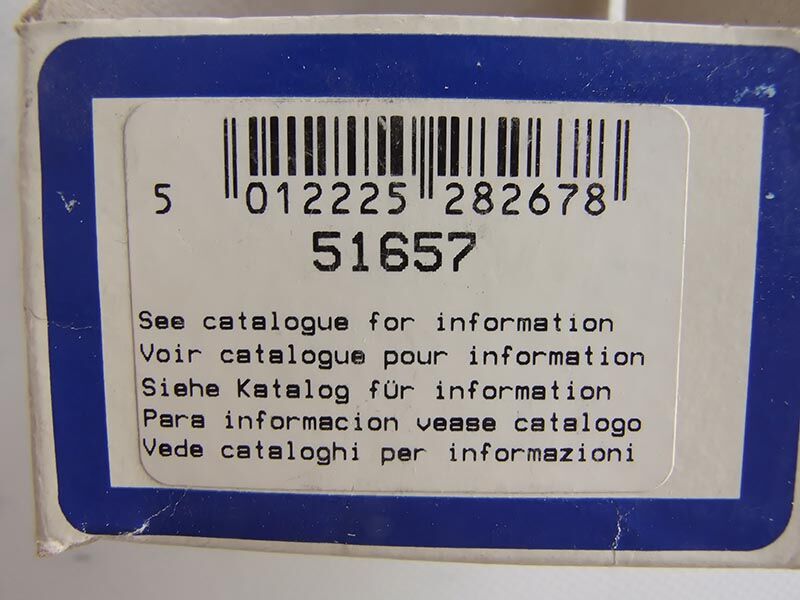 5 012225 282678
51657
See catalogue for information
Voir catalogue pour information
Siehe Katalog für information
Para informacion vease catalogo
Vede cataloghi per informazioni